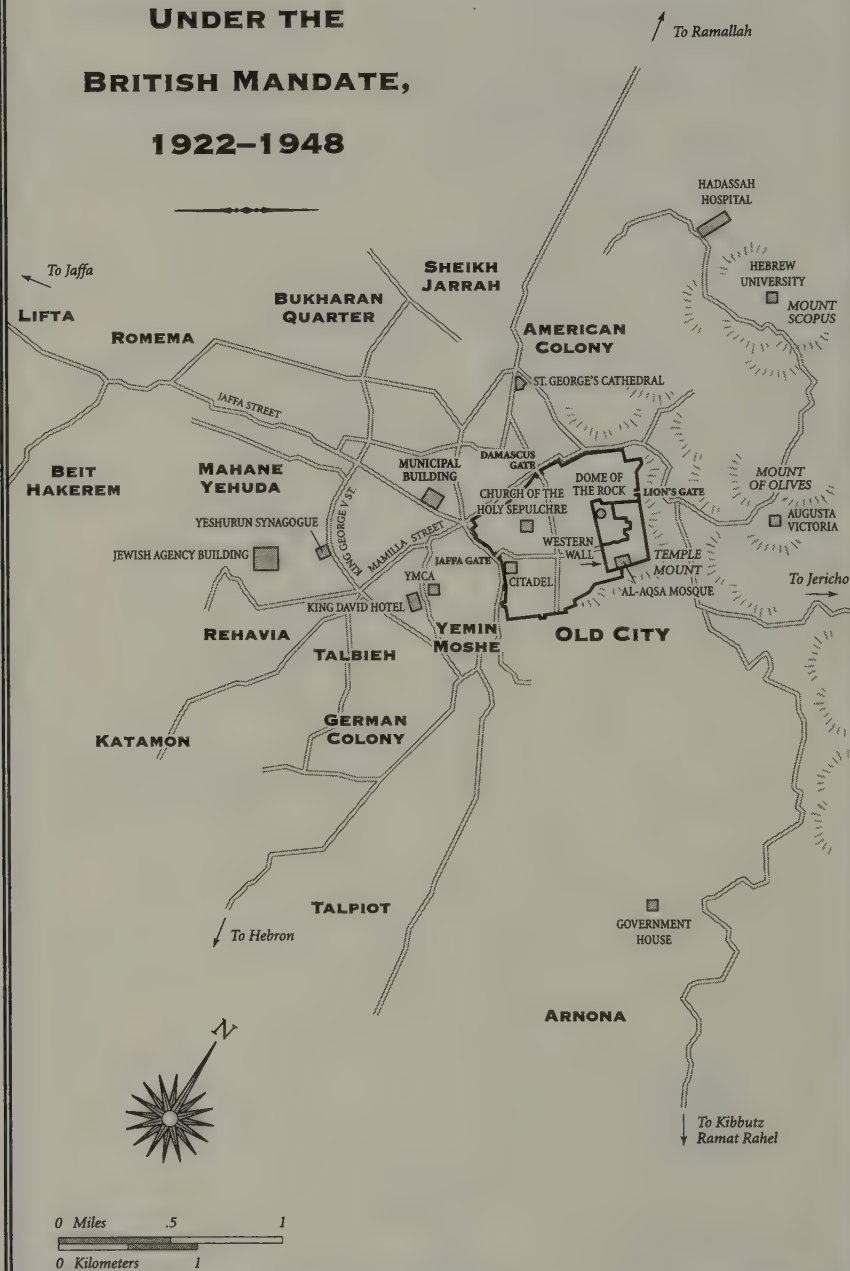 UNDER THE
BRITISH MANDATE,
1922–1948
To Ramallah
HADASSAH
HOSPITAL
To Jaffa
SHEIKH
JARRAH
HEBREW
UNIVERSITY
MOUNT
SCOPUS
BUKHARAN
QUARTER
LIFTA
ROMEMA
AMERICAN
COLONY
ST. GEORGE'S CATHEDRAL
JAFFA STREET
BEIT
HAKEREM
MAHANE
YEHUDA
MUNICIPAL
BUILDING
DAMASCUS
GATE
DOME OF
THE ROCK
LION'S GATE
MOUNT
OF OLIVES
CHURCH OF THE
HOLY SEPULCHRE
AUGUSTA
VICTORIA
YESHURUN SYNAGOGUE
KING GEORGE V ST.
MAMILLA STREET
JEWISH AGENCY BUILDING
JAFFA GATE
WESTERN
WALL
TEMPLE
MOUNT
CITADEL
YMCA
AL-AQSA MOSQUE
To Jericho
KING DAVID HOTEL
REHAVIA
YEMIN
MOSHE
OLD CITY
TALBIEH
KATAMON
GERMAN
COLONY
TALPIOT
To Hebron
GOVERNMENT
HOUSE
ARNONA
N
To Kibbutz
Ramat Rahel
0 Miles .5 1
0 Kilometers 1